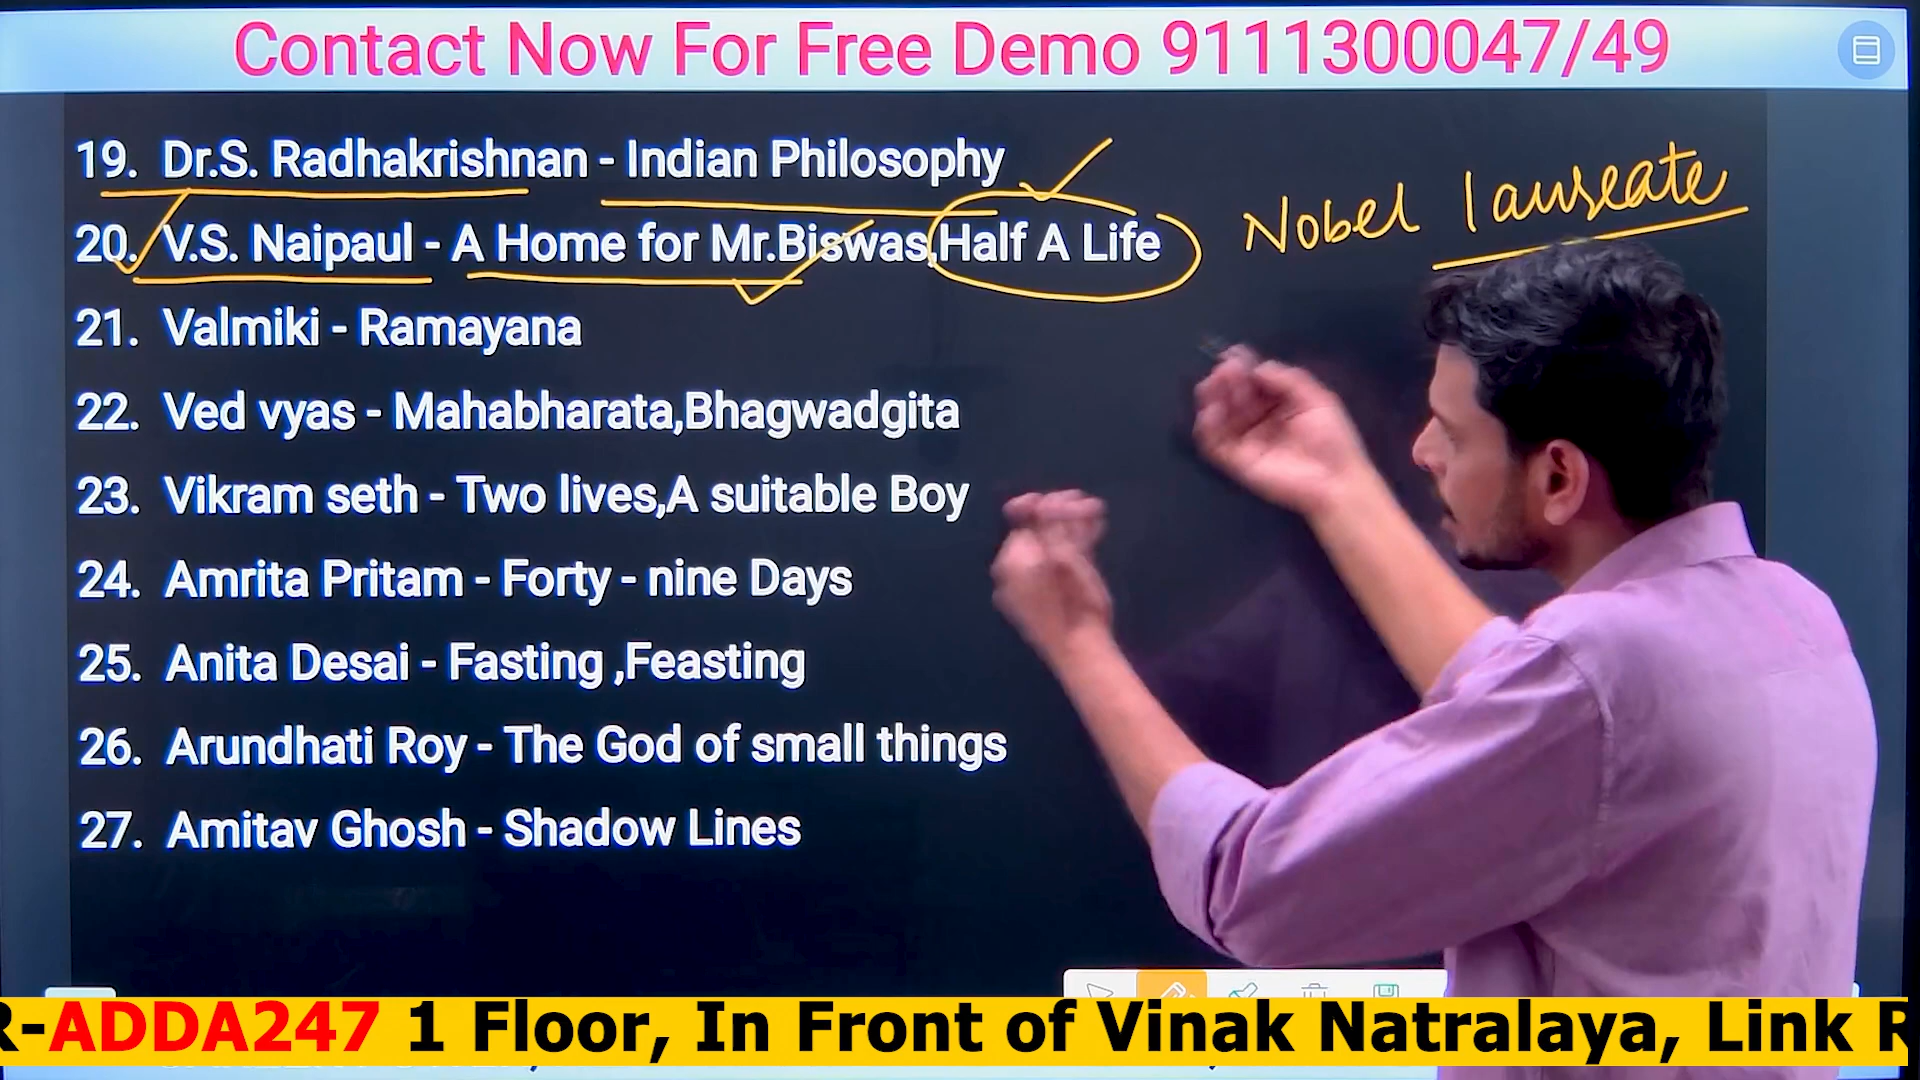 Contact Now For Free Demo 9111300047/49
19. Dr.S. Radhakrishnan - Indian Philosophy
20. V.S. Naipaul - A Home for Mr.Biswas,Half A Life
Nobel laureate
21. Valmiki - Ramayana
22. Ved vyas - Mahabharata,Bhagwadgita
23. Vikram seth - Two lives,A suitable Boy
24. Amrita Pritam - Forty - nine Days
25. Anita Desai - Fasting ,Feasting
26. Arundhati Roy - The God of small things
27. Amitav Ghosh - Shadow Lines
R-ADDA247 1 Floor, In Front of Vinak Natralaya, Link R